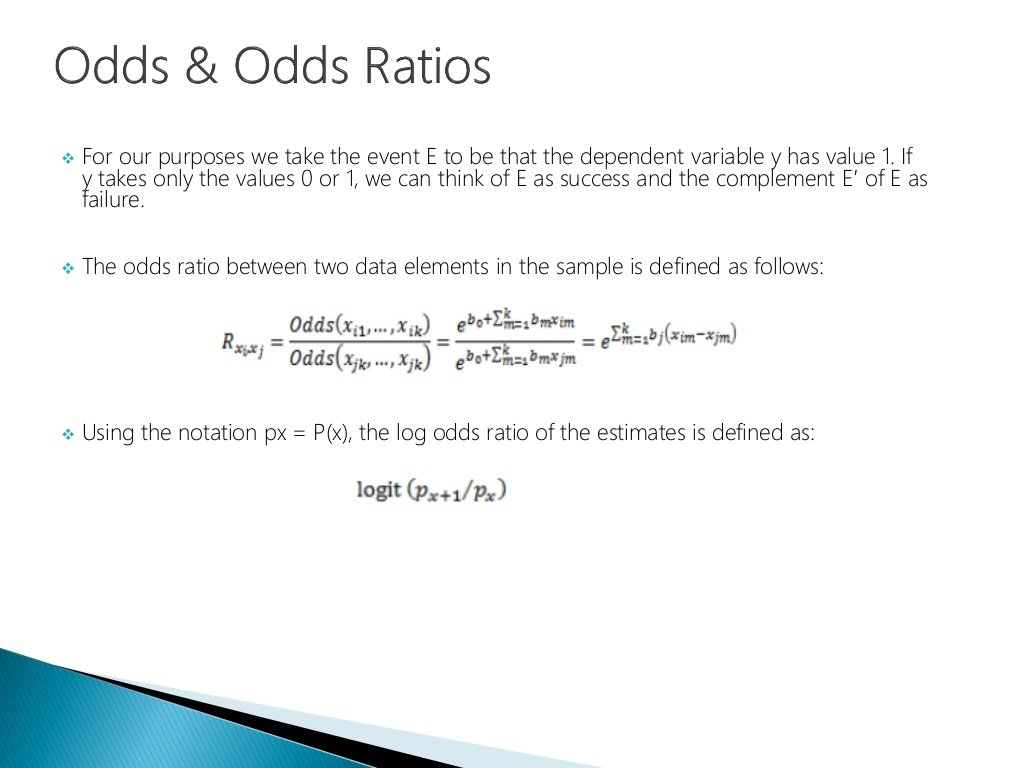 Odds & Odds Ratios
❖ For our purposes we take the event E to be that the dependent variable y has value 1. If
y takes only the values 0 or 1, we can think of E as success and the complement E' of E as
failure.
❖ The odds ratio between two data elements in the sample is defined as follows:
R_{x_i,x_j} = \frac{Odds(x_{i1},...,x_{ik})}{Odds(x_{jk},...,x_{jk})} = \frac{e^{b_0+\Sigma_{m=1}^k b_m x_{im}}}{e^{b_0+\Sigma_{m=1}^k b_m x_{jm}}} = e^{\Sigma_{m=1}^k b_j(x_{im}-x_{jm})}
❖ Using the notation px = P(x), the log odds ratio of the estimates is defined as:
logit (p_{x+1}/p_x)